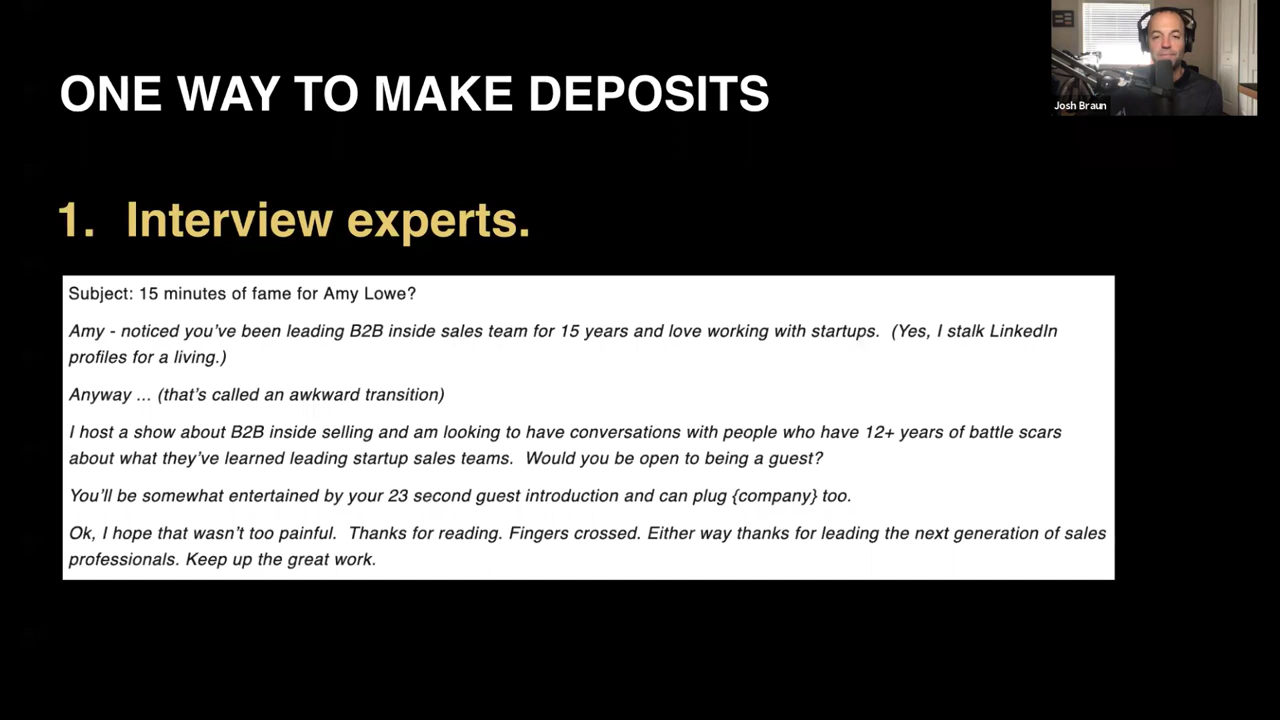 ONE WAY TO MAKE DEPOSITS
Josh Braun
1. Interview experts.
Subject: 15 minutes of fame for Amy Lowe?
Amy - noticed you've been leading B2B inside sales team for 15 years and love working with startups.  (Yes, I stalk LinkedIn
profiles for a living.)
Anyway ... (that's called an awkward transition)
I host a show about B2B inside selling and am looking to have conversations with people who have 12+ years of battle scars
about what they've learned leading startup sales teams.  Would you be open to being a guest?
You'll be somewhat entertained by your 23 second guest introduction and can plug {company} too.
Ok, I hope that wasn't too painful.  Thanks for reading. Fingers crossed. Either way thanks for leading the next generation of sales
professionals. Keep up the great work.